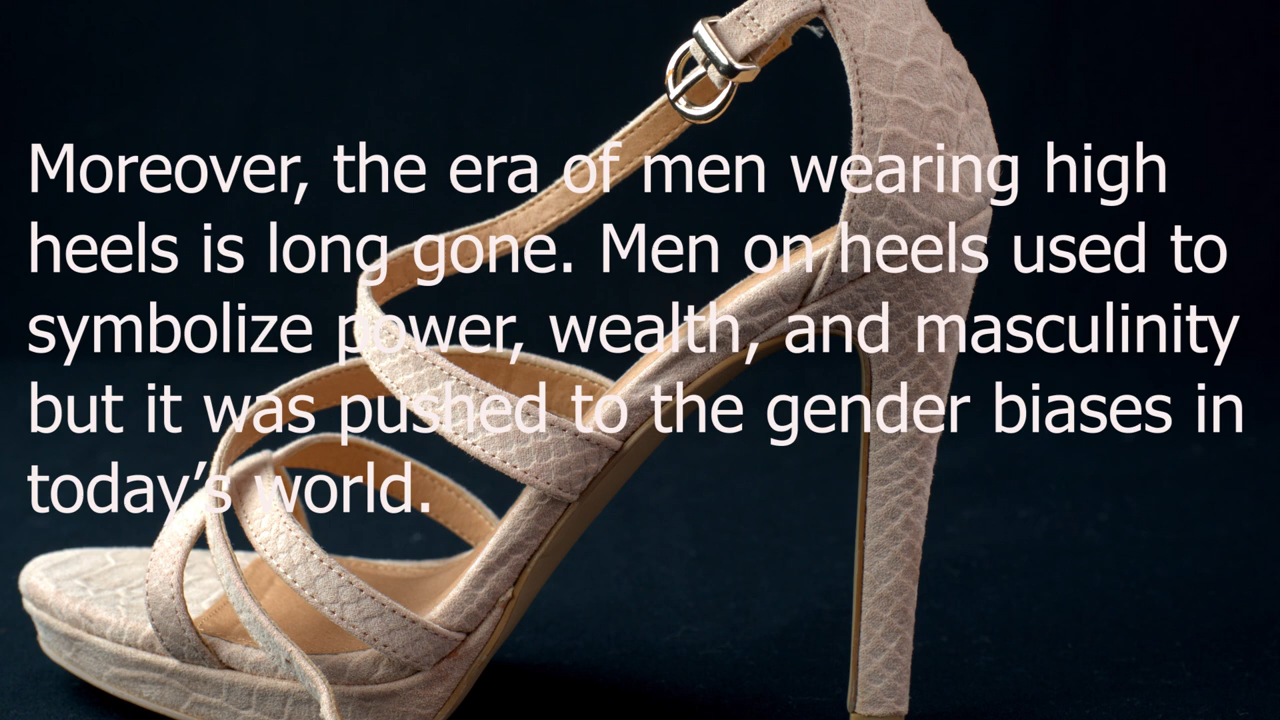 Moreover, the era of men wearing high
heels is long gone. Men on heels used to
symbolize power, wealth, and masculinity
but it was pushed to the gender biases in
today’s world.